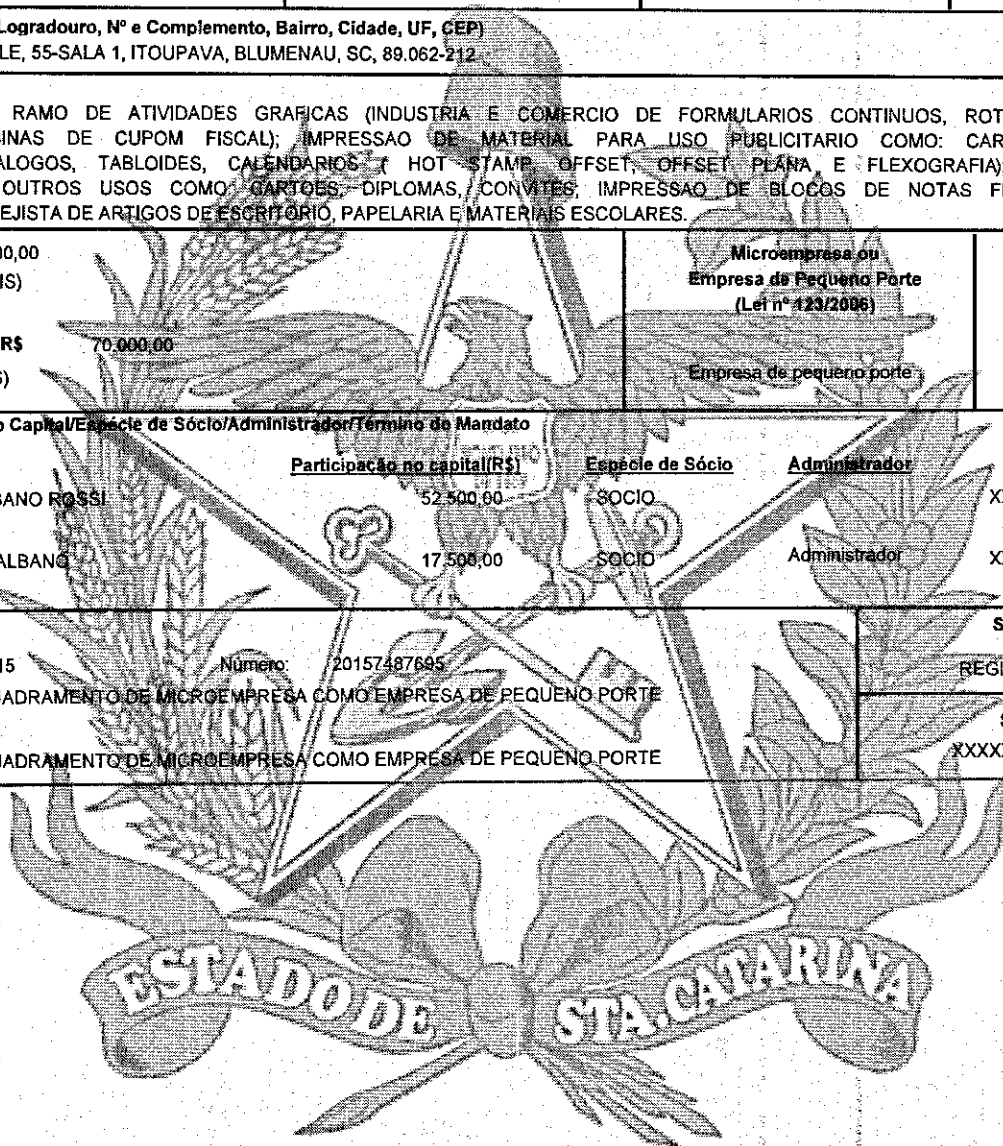 Logradouro, Nº e Complemento, Bairro, Cidade, UF, CEP)
LE, 55-SALA 1, ITOUPAVA, BLUMENAU, SC, 89.062-212
RAMO DE ATIVIDADES GRAFICAS (INDUSTRIA E COMERCIO DE FORMULARIOS CONTINUOS, ROT
INAS DE CUPOM FISCAL); IMPRESSAO DE MATERIAL PARA USO PUBLICITARIO COMO: CAR
ALOGOS, TABLOIDES, CALENDARIOS ( HOT STAMP, OFFSET, OFFSET PLANA E FLEXOGRAFIA)
OUTROS USOS COMO CARTOES, DIPLOMAS, CONVITES; IMPRESSAO DE BLOCOS DE NOTAS FI
EJISTA DE ARTIGOS DE ESCRITORIO, PAPELARIA E MATERIAIS ESCOLARES.
00,00
IS)
R$ 70.000,00
S)
Microempresa ou
Empresa de Pequeno Porte
(Lei nº 123/2006)
Empresa de pequeno porte
o Capital/Espécie de Sócio/Administrador/Término do Mandato
Participação no capital(R$) Espécie de Sócio Administrador
BANO ROSSI 52.500,00 SOCIO X
ALBANO 17.500,00 SOCIO Administrador XX
S
15 Número: 20157487695 REGI
UADRAMENTO DE MICROEMPRESA COMO EMPRESA DE PEQUENO PORTE
S
UADRAMENTO DE MICROEMPRESA COMO EMPRESA DE PEQUENO PORTE XXXXX
ESTADO DE STA. CATARINA